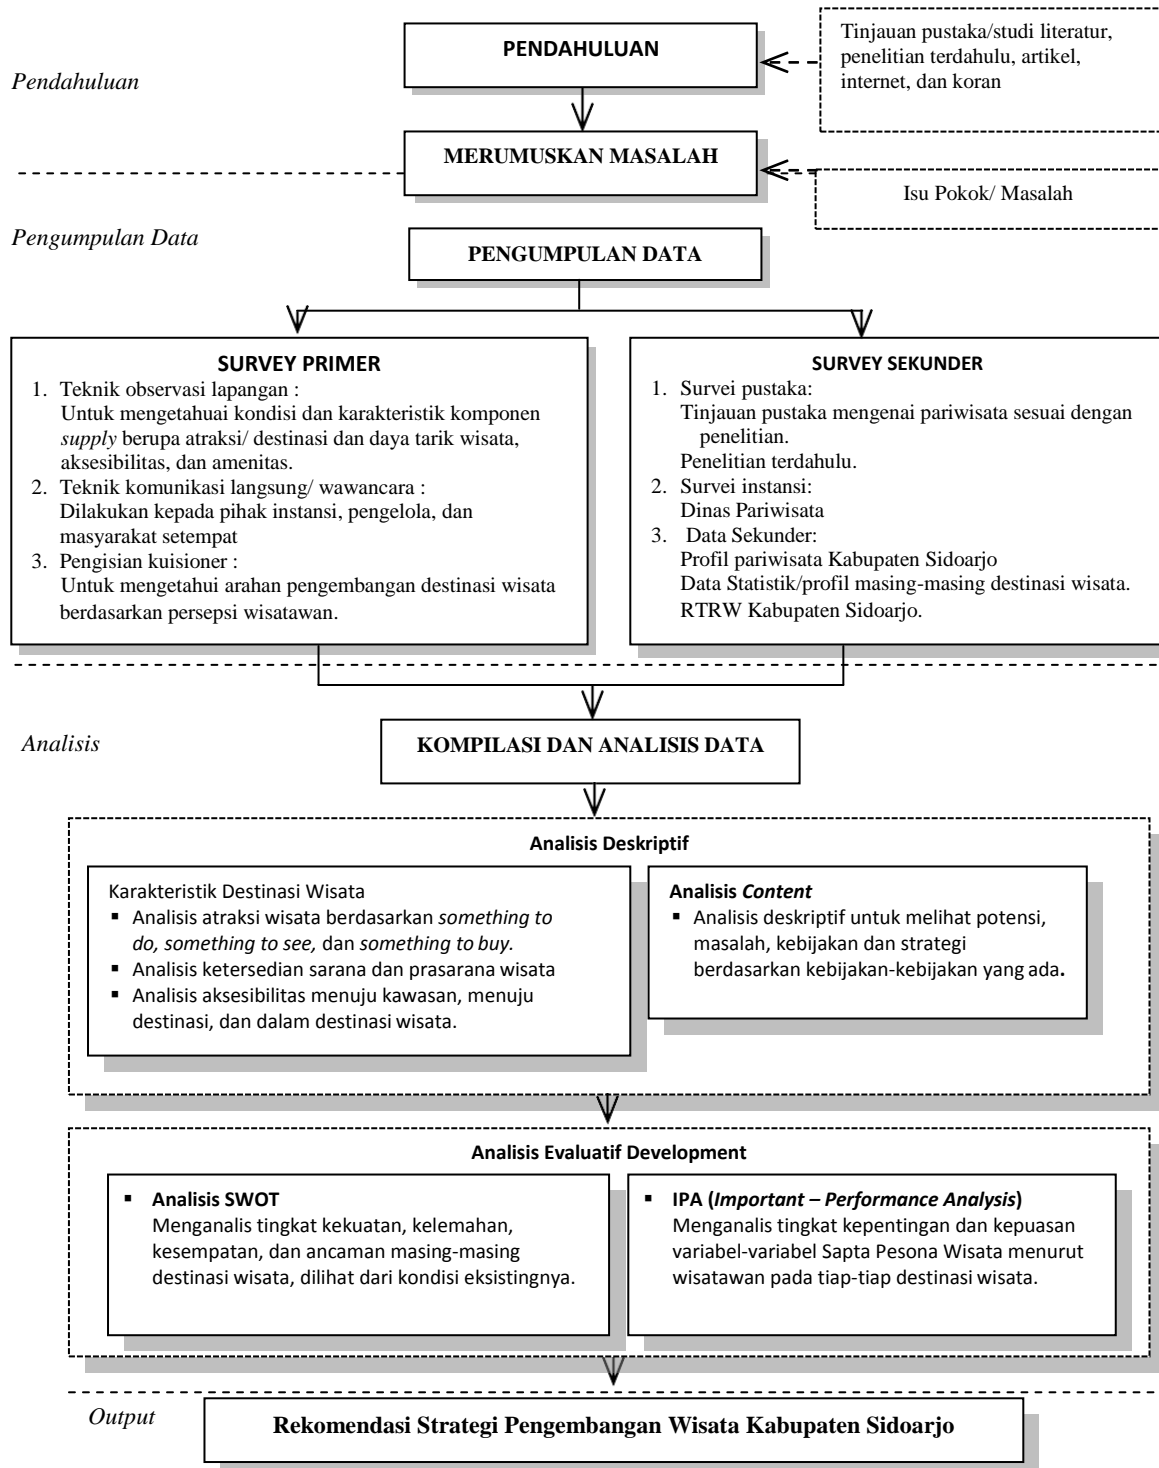 PENDAHULUAN
Tinjauan pustaka/studi literatur,
penelitian terdahulu, artikel,
internet, dan koran
Pendahuluan
MERUMUSKAN MASALAH
Isu Pokok/ Masalah
Pengumpulan Data
PENGUMPULAN DATA
SURVEY PRIMER
1. Teknik observasi lapangan :
Untuk mengetahuai kondisi dan karakteristik komponen
supply berupa atraksi/ destinasi dan daya tarik wisata,
aksesibilitas, dan amenitas.
2. Teknik komunikasi langsung/ wawancara :
Dilakukan kepada pihak instansi, pengelola, dan
masyarakat setempat
3. Pengisian kuisioner :
Untuk mengetahui arahan pengembangan destinasi wisata
berdasarkan persepsi wisatawan.
SURVEY SEKUNDER
1. Survei pustaka:
Tinjauan pustaka mengenai pariwisata sesuai dengan
penelitian.
Penelitian terdahulu.
2. Survei instansi:
Dinas Pariwisata
3. Data Sekunder:
Profil pariwisata Kabupaten Sidoarjo
Data Statistik/profil masing-masing destinasi wisata.
RTRW Kabupaten Sidoarjo.
Analisis
KOMPILASI DAN ANALISIS DATA
Analisis Deskriptif
Karakteristik Destinasi Wisata
▪ Analisis atraksi wisata berdasarkan something to
do, something to see, dan something to buy.
▪ Analisis ketersedian sarana dan prasarana wisata
▪ Analisis aksesibilitas menuju kawasan, menuju
destinasi, dan dalam destinasi wisata.
Analisis Content
▪ Analisis deskriptif untuk melihat potensi,
masalah, kebijakan dan strategi
berdasarkan kebijakan-kebijakan yang ada.
Analisis Evaluatif Development
▪ Analisis SWOT
Menganalis tingkat kekuatan, kelemahan,
kesempatan, dan ancaman masing-masing
destinasi wisata, dilihat dari kondisi eksistingnya.
▪ IPA (Important – Performance Analysis)
Menganalis tingkat kepentingan dan kepuasan
variabel-variabel Sapta Pesona Wisata menurut
wisatawan pada tiap-tiap destinasi wisata.
Output
Rekomendasi Strategi Pengembangan Wisata Kabupaten Sidoarjo